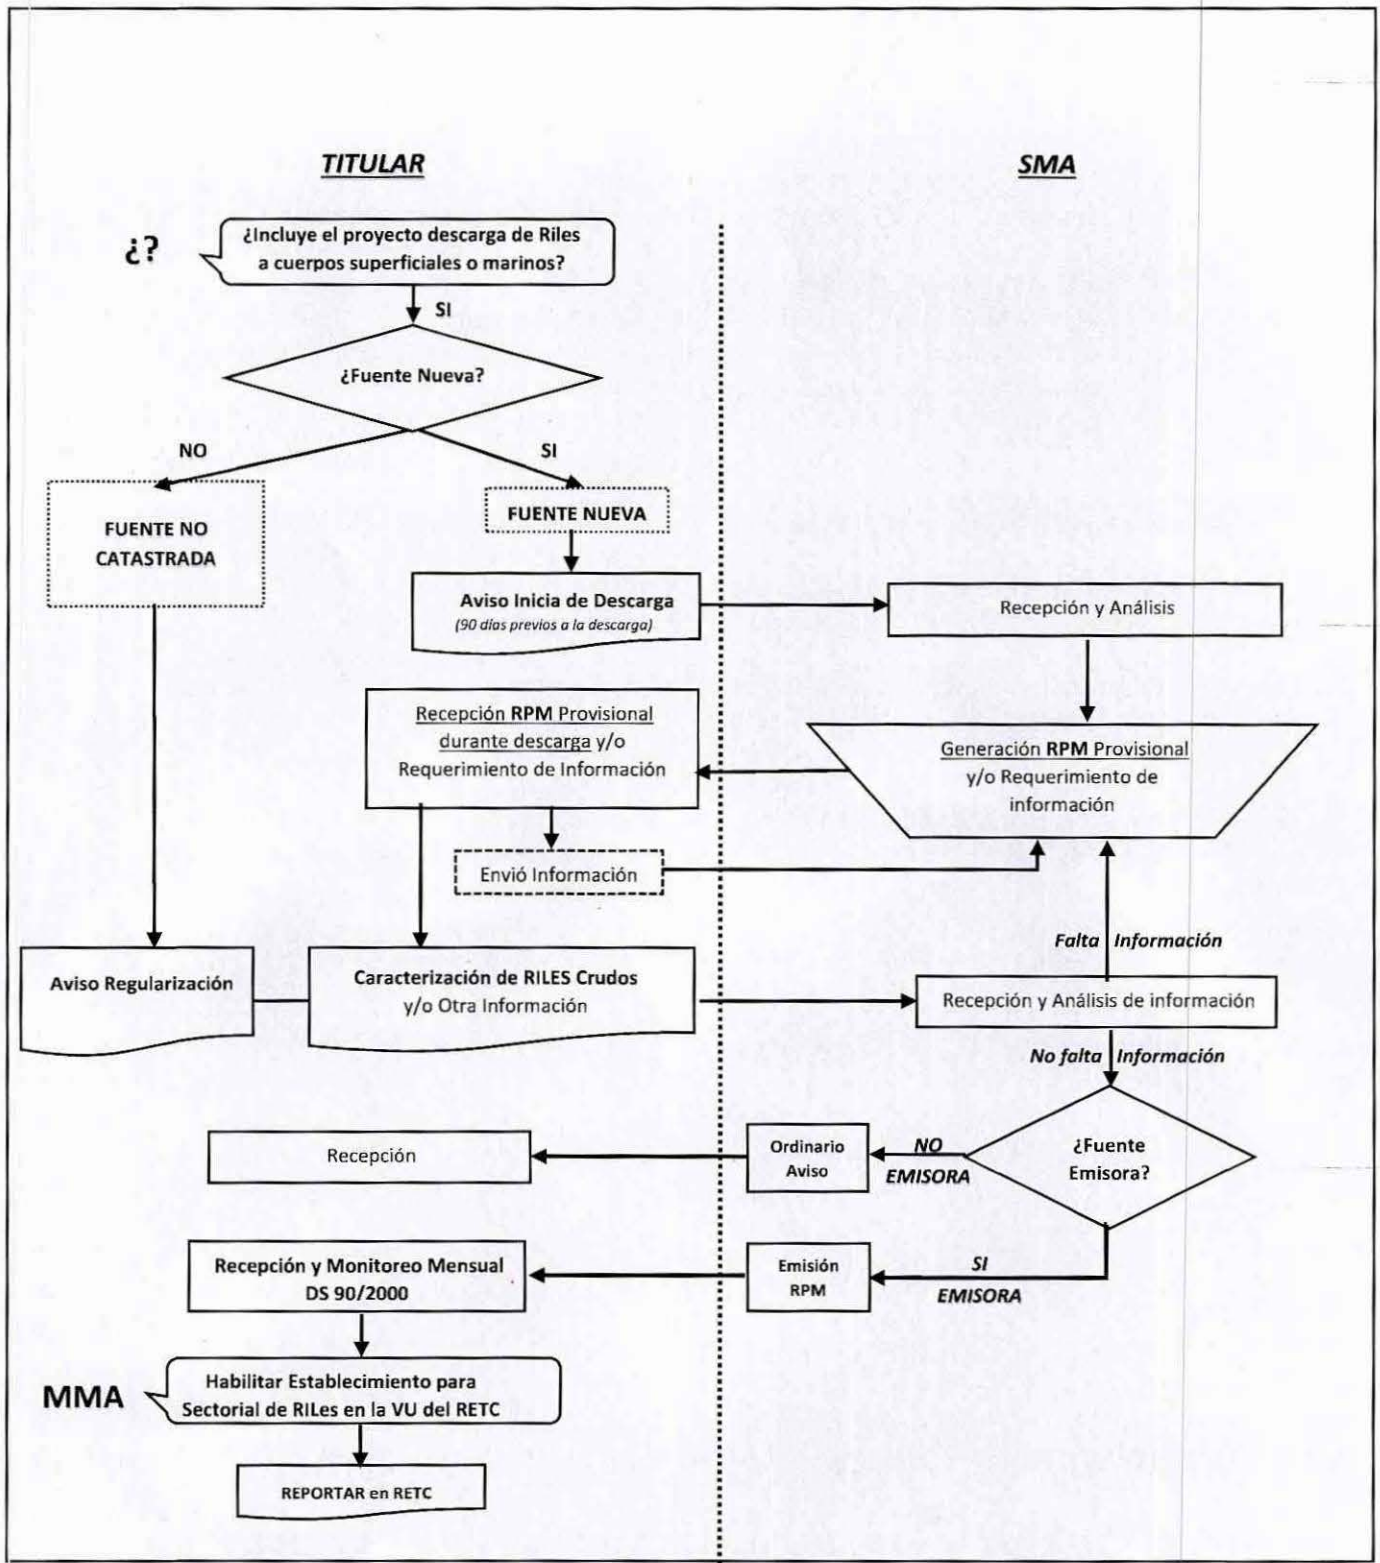 TITULAR
SMA
¿?
¿Incluye el proyecto descarga de Riles
a cuerpos superficiales o marinos?
SI
¿Fuente Nueva?
NO
SI
FUENTE NO
CATASTRADA
FUENTE NUEVA
Aviso Inicia de Descarga
(90 días previos a la descarga)
Recepción y Análisis
Recepción RPM Provisional
durante descarga y/o
Requerimiento de Información
Generación RPM Provisional
y/o Requerimiento de
información
Envió Información
Falta Información
Aviso Regularización
Caracterización de RILES Crudos
y/o Otra Información
Recepción y Análisis de información
No falta Información
¿Fuente
Emisora?
NO
EMISORA
Ordinario
Aviso
Recepción
SI
EMISORA
Emisión
RPM
Recepción y Monitoreo Mensual
DS 90/2000
MMA
Habilitar Establecimiento para
Sectorial de RILes en la VU del RETC
REPORTAR en RETC